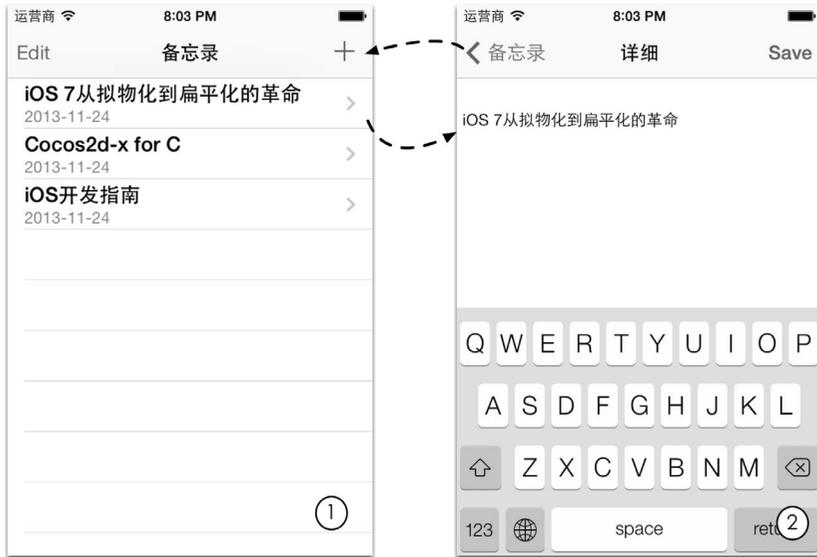 运营商 8:03 PM
Edit 备忘录 +
iOS 7从拟物化到扁平化的革命
2013-11-24
Cocos2d-x for C
2013-11-24
iOS开发指南
2013-11-24
1
运营商 8:03 PM
备忘录 详细 Save
iOS 7从拟物化到扁平化的革命
Q W E R T Y U I O P
A S D F G H J K L
Z X C V B N M
123 space
2